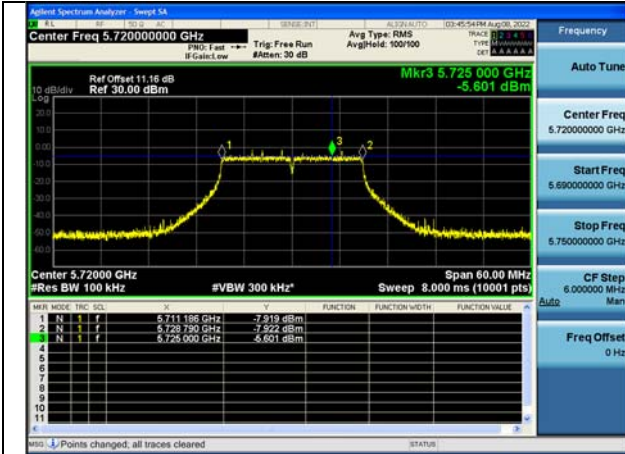 Agilent Spectrum Analyzer - Swept SA
RL RF 50 Ω AC SENSE:INT ALIGNAUTO 03:45:54 PM Aug 08, 2022
Center Freq 5.720000000 GHz
PNO: Fast
IFGain:Low
Trig: Free Run
#Atten: 30 dB
Avg Type: RMS
Avg|Hold: 100/100
TRACE 1 2 3 4 5 6
TYPE
DET A A A A A A
Frequency
Auto Tune
Center Freq
5.720000000 GHz
Start Freq
5.690000000 GHz
Stop Freq
5.750000000 GHz
CF Step
6.000000 MHz
Auto Man
Freq Offset
0 Hz
Mkr3 5.725 000 GHz
-5.601 dBm
Ref Offset 11.16 dB
10 dB/div Ref 30.00 dBm
Log
20.0
10.0
0.00
-10.0
-20.0
-30.0
-40.0
-50.0
-60.0
1
3
2
Center 5.72000 GHz
#Res BW 100 kHz
#VBW 300 kHz*
Span 60.00 MHz
Sweep 8.000 ms (10001 pts)
MKR MODE TRC SCL X Y FUNCTION FUNCTION WIDTH FUNCTION VALUE
1 N 1 f 5.711 186 GHz -7.919 dBm
2 N 1 f 5.728 790 GHz -7.922 dBm
3 N 1 f 5.725 000 GHz -5.601 dBm
4
5
6
7
8
9
10
11
MSG Points changed; all traces cleared STATUS